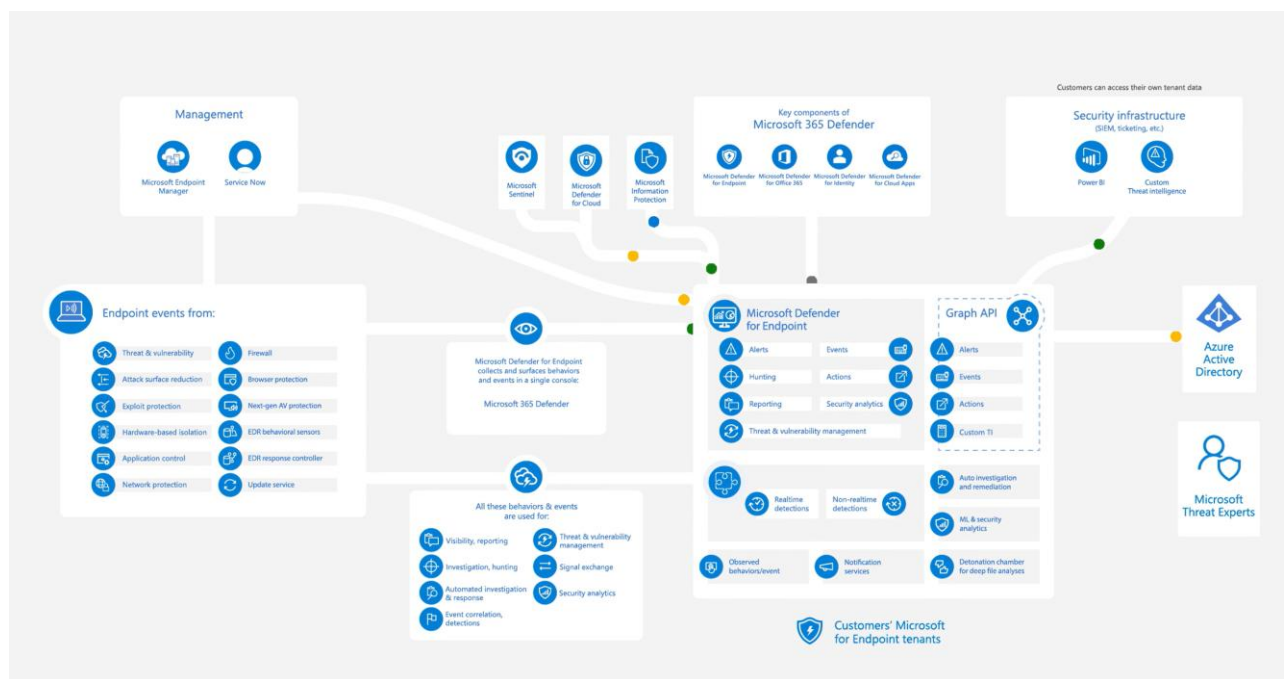 Customers can access their own tenant data
Management
Microsoft Endpoint
Manager
Service Now
Microsoft
Sentinel
Microsoft
Defender
for Cloud
Microsoft
Information
Protection
Key components of
Microsoft 365 Defender
Microsoft Defender
for Endpoint
Microsoft Defender
for Office 365
Microsoft Defender
for Identity
Microsoft Defender
for Cloud Apps
Security infrastructure
(SIEM, ticketing, etc.)
Power BI
Custom
Threat intelligence
Endpoint events from:
Threat & vulnerability
Firewall
Attack surface reduction
Browser protection
Exploit protection
Next-gen AV protection
Hardware-based isolation
EDR behavioral sensors
Application control
EDR response controller
Network protection
Update service
Microsoft Defender for Endpoint
collects and surfaces behaviors
and events in a single console:
Microsoft 365 Defender
All these behaviors & events
are used for:
Visibility, reporting
Threat & vulnerability
management
Investigation, hunting
Signal exchange
Automated investigation
& response
Security analytics
Event correlation,
detections
Microsoft Defender
for Endpoint
Alerts
Events
Hunting
Actions
Reporting
Security analytics
Threat & vulnerability management
Graph API
Alerts
Events
Actions
Custom TI
Realtime
detections
Non-realtime
detections
Auto investigation
and remediation
ML & security
analytics
Observed
behaviors/event
Notification
services
Detonation chamber
for deep file analyses
Azure
Active
Directory
Microsoft
Threat Experts
Customers' Microsoft
for Endpoint tenants